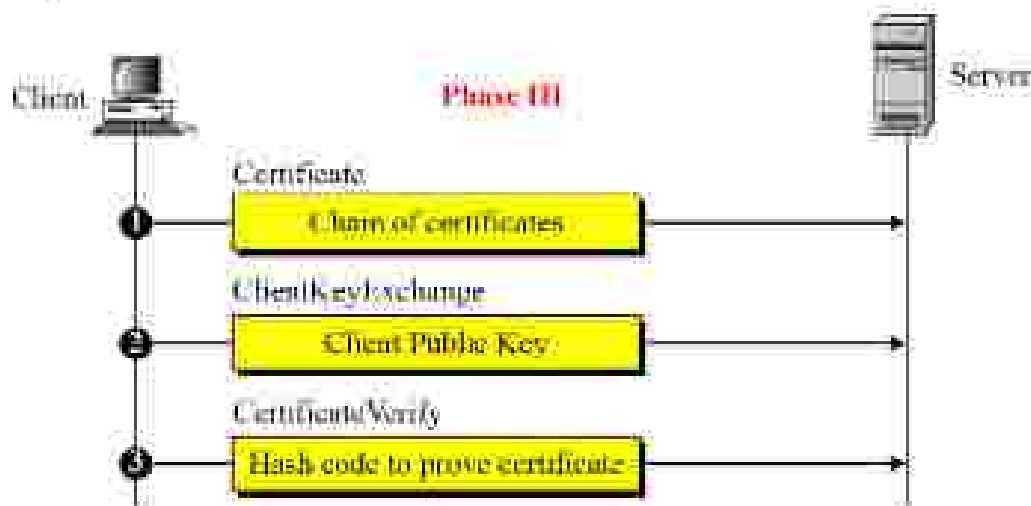 Client
Phase III
Server
Certificate
1
Chain of certificates
ClientKeyExchange
2
Client Public Key
CertificateVerify
3
Hash code to prove certificate